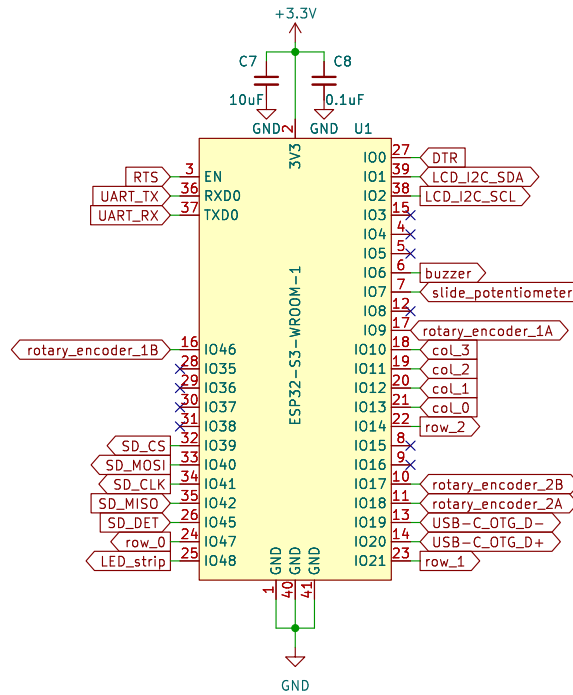 +3.3V
C7
C8
10uF
0.1uF
GND
GND
U1
2
3V3
ESP32-S3-WROOM-1
RTS 3 EN
UART_TX 36 RXD0
UART_RX 37 TXD0
rotary_encoder_1B 16 IO46
28 IO35
29 IO36
30 IO37
31 IO38
SD_CS 32 IO39
SD_MOSI 33 IO40
SD_CLK 34 IO41
SD_MISO 35 IO42
SD_DET 26 IO45
row_0 24 IO47
LED_strip 25 IO48
IO0 27 DTR
IO1 39 LCD_I2C_SDA
IO2 38 LCD_I2C_SCL
IO3 15
IO4 4
IO5 5
IO6 6 buzzer
IO7 7 slide_potentiometer
IO8 12
IO9 17 rotary_encoder_1A
IO10 18 col_3
IO11 19 col_2
IO12 20 col_1
IO13 21 col_0
IO14 22 row_2
IO15 8
IO16 9
IO17 10 rotary_encoder_2B
IO18 11 rotary_encoder_2A
IO19 13 USB-C_OTG_D-
IO20 14 USB-C_OTG_D+
IO21 23 row_1
GND GND GND
1 40 41
GND